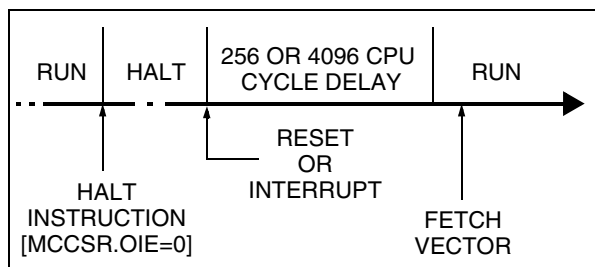 RUN
HALT
256 OR 4096 CPU
CYCLE DELAY
RUN
HALT
INSTRUCTION
[MCCSR.OIE=0]
RESET
OR
INTERRUPT
FETCH
VECTOR